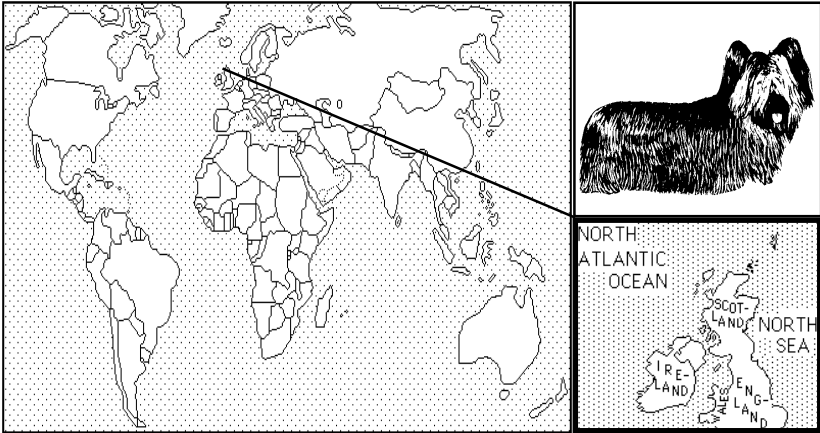 NORTH
ATLANTIC
OCEAN
SCOT-
LAND
NORTH
SEA
IRE-
LAND
WALES
ENG-
LAND